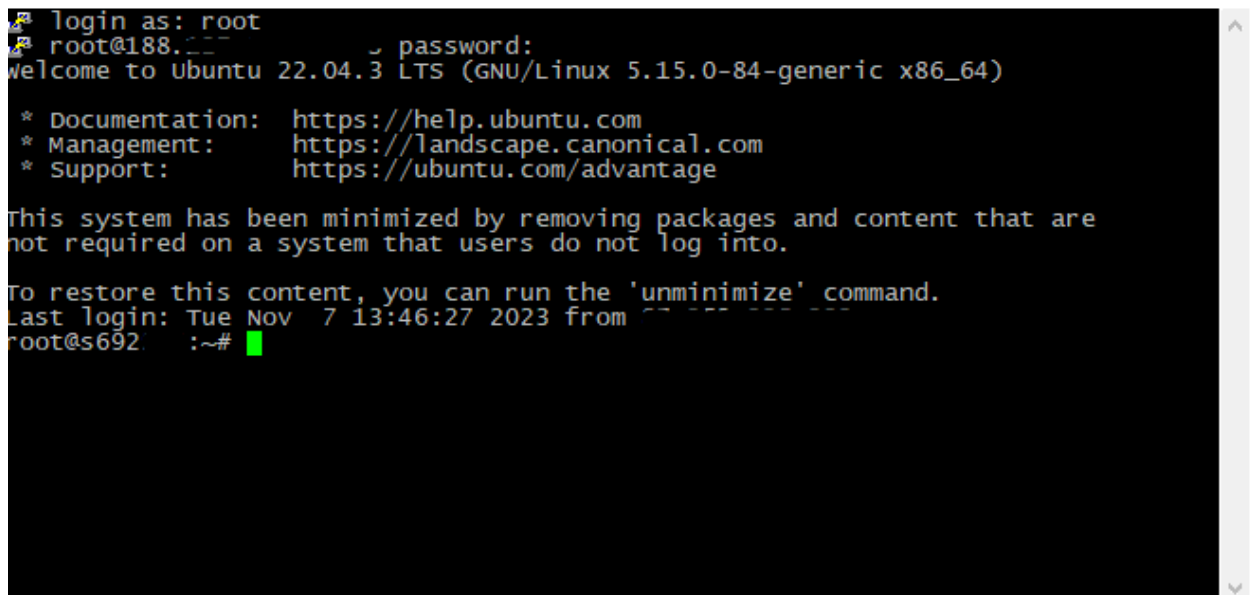 login as: root
root@188. password:
Welcome to Ubuntu 22.04.3 LTS (GNU/Linux 5.15.0-84-generic x86_64)
* Documentation: https://help.ubuntu.com
* Management: https://landscape.canonical.com
* Support: https://ubuntu.com/advantage
This system has been minimized by removing packages and content that are
not required on a system that users do not log into.
To restore this content, you can run the 'unminimize' command.
Last login: Tue Nov 7 13:46:27 2023 from
root@s692 :~#